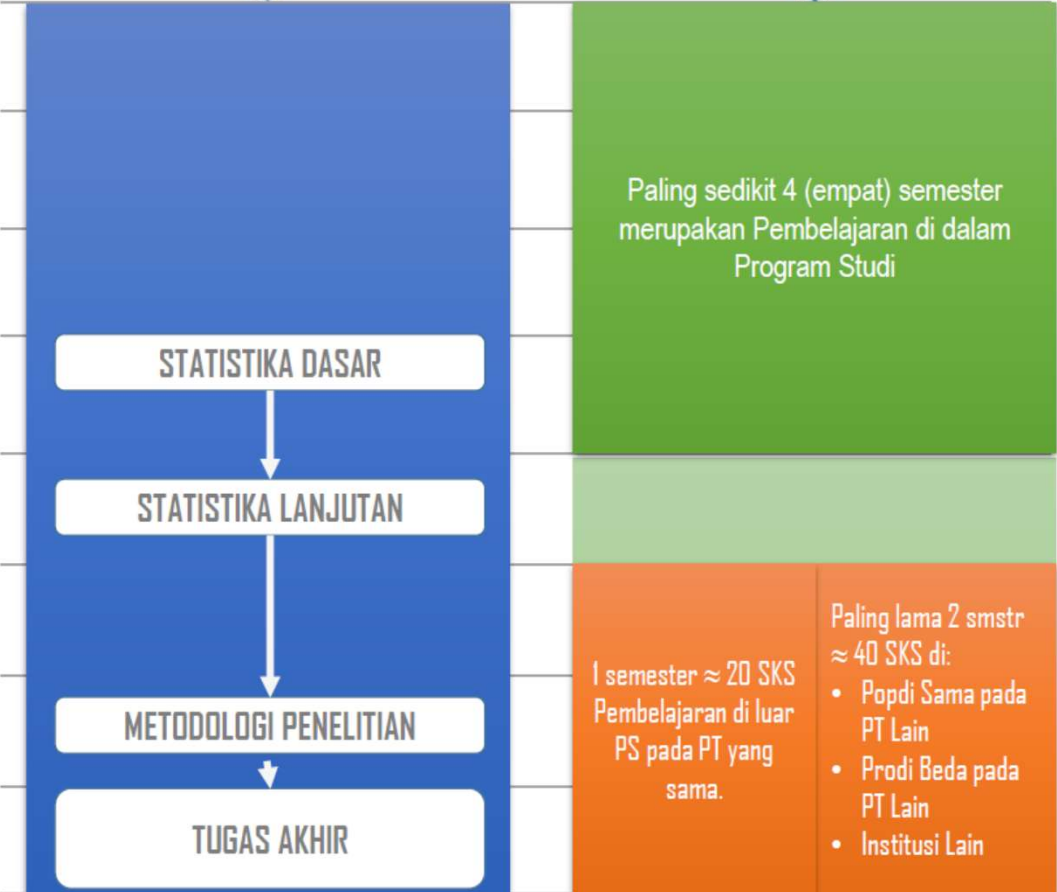 STATISTIKA DASAR
STATISTIKA LANJUTAN
METODOLOGI PENELITIAN
TUGAS AKHIR
Paling sedikit 4 (empat) semester
merupakan Pembelajaran di dalam
Program Studi
1 semester ≈ 20 SKS
Pembelajaran di luar
PS pada PT yang
sama.
Paling lama 2 smstr
≈ 40 SKS di:
• Popdi Sama pada
PT Lain
• Prodi Beda pada
PT Lain
• Institusi Lain